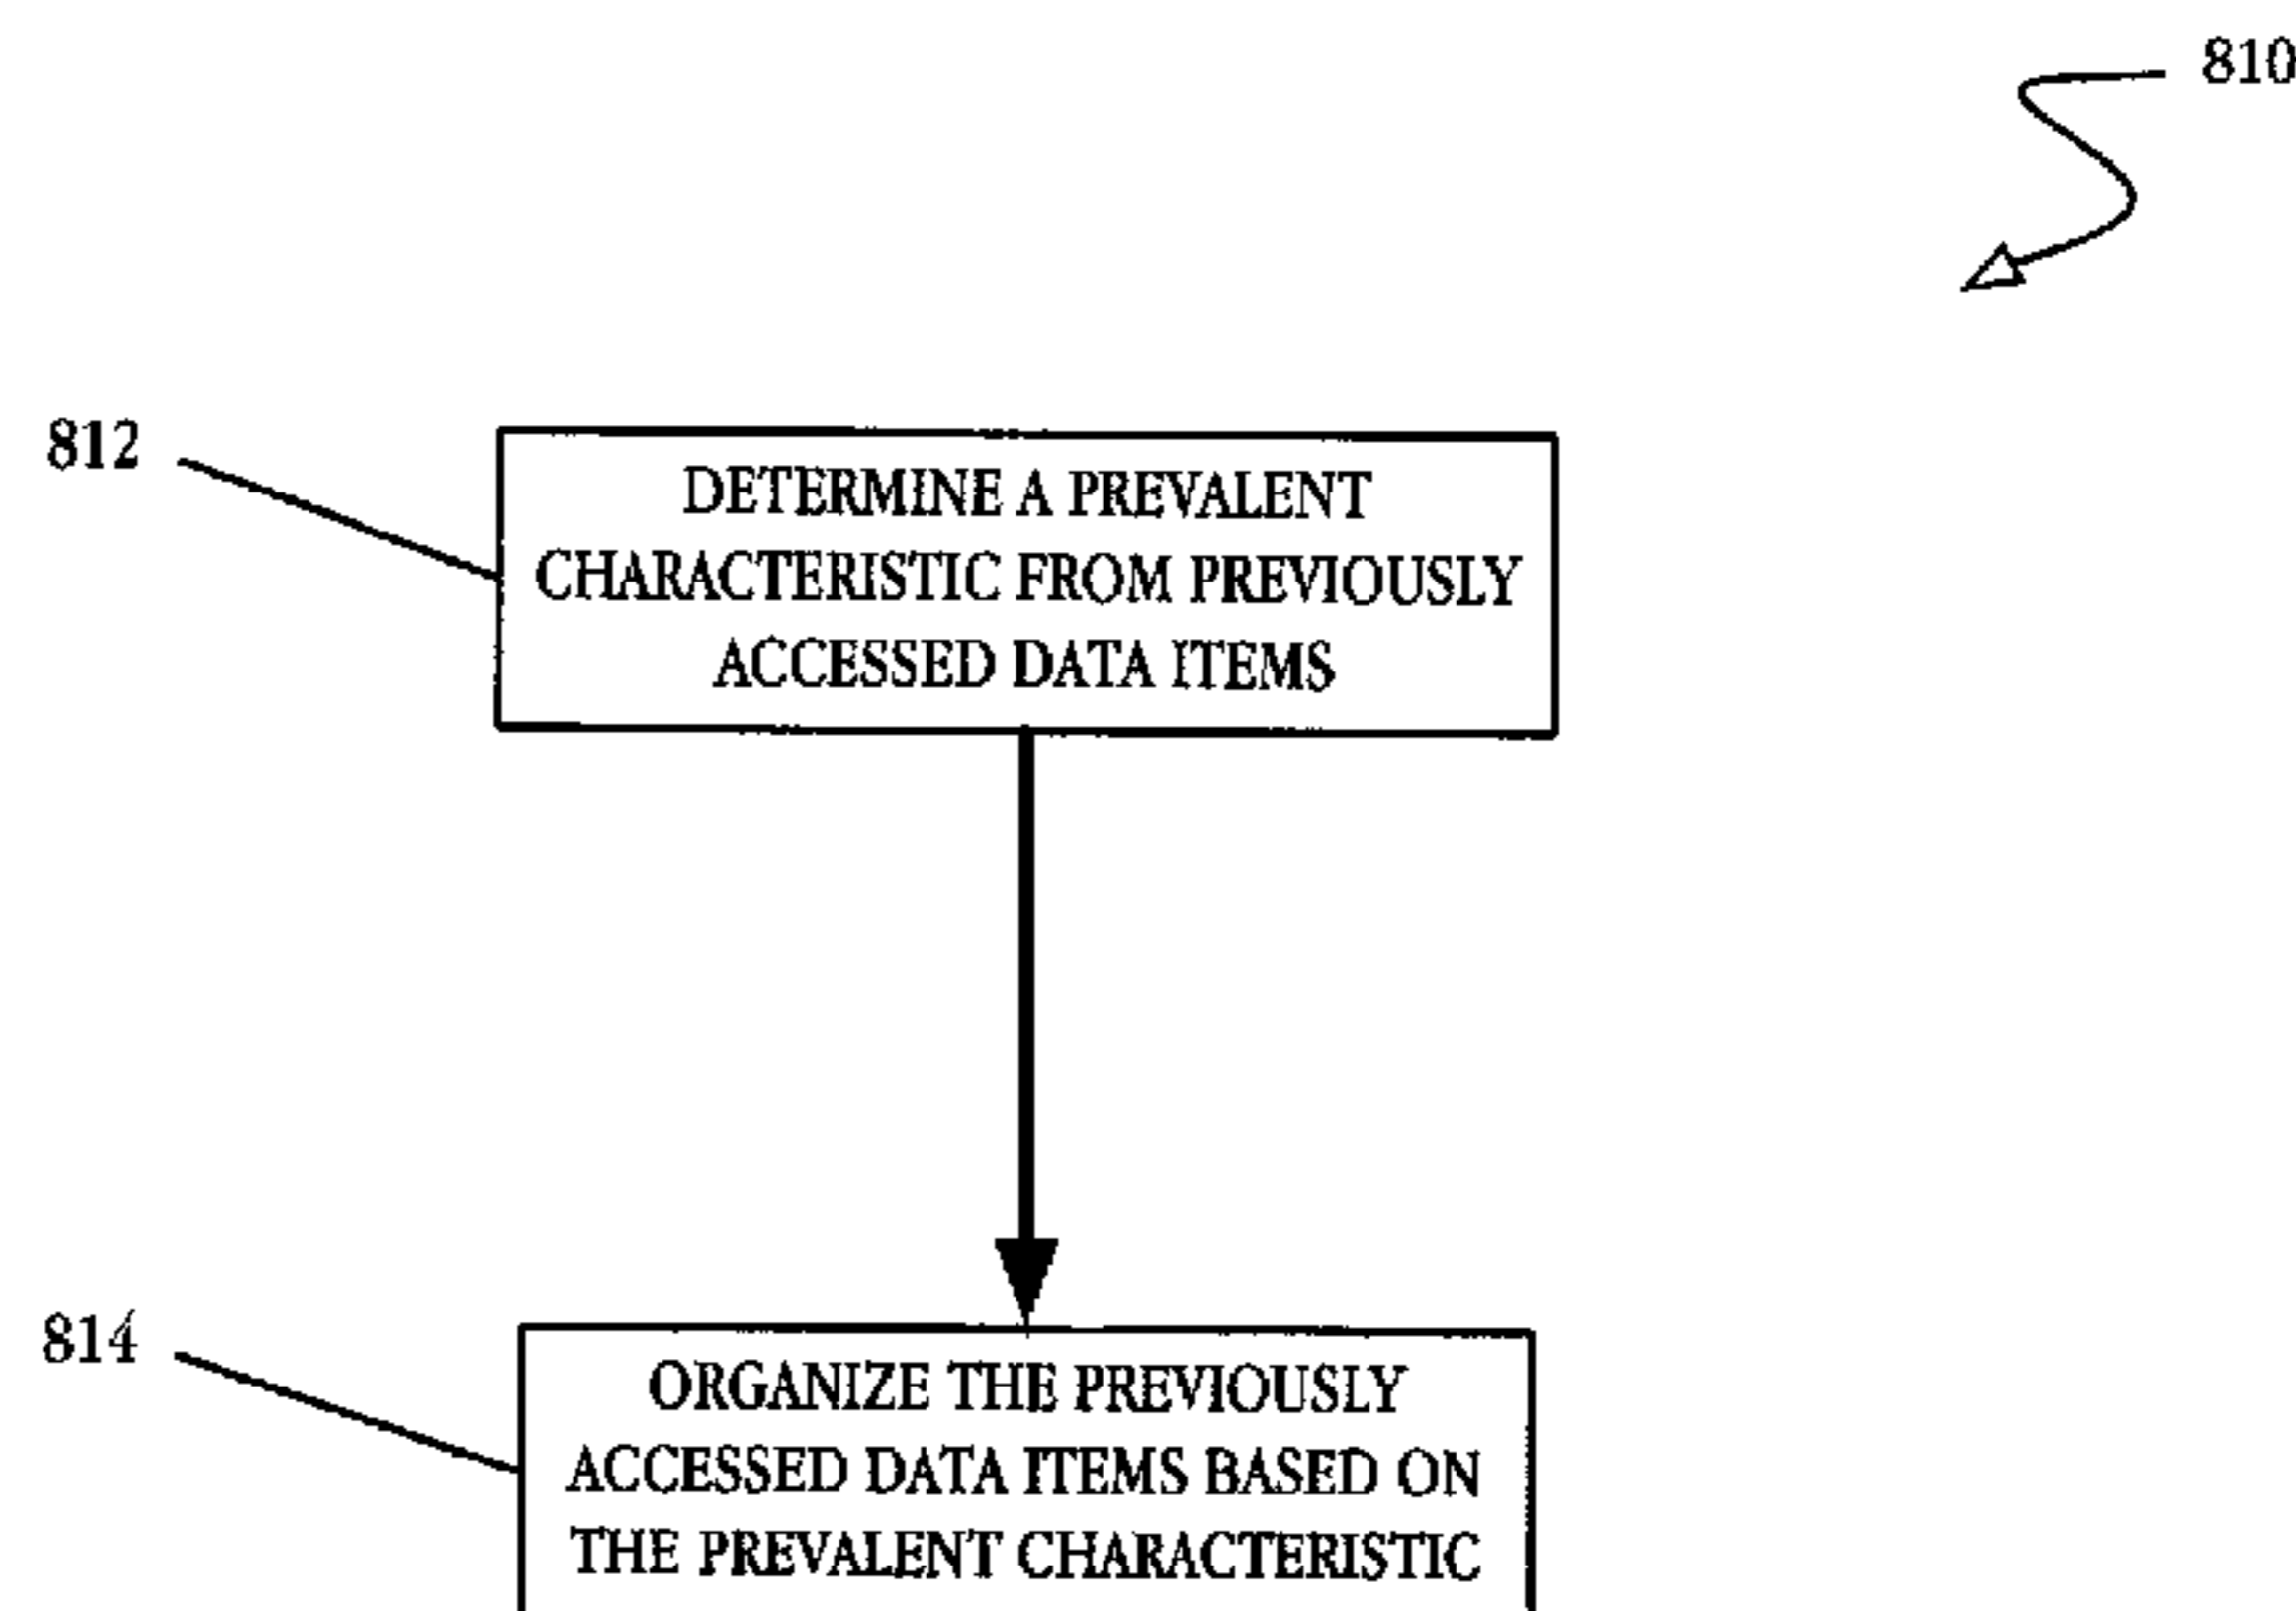 810
812
DETERMINE A PREVALENT
CHARACTERISTIC FROM PREVIOUSLY
ACCESSED DATA ITEMS
814
ORGANIZE THE PREVIOUSLY
ACCESSED DATA ITEMS BASED ON
THE PREVALENT CHARACTERISTIC